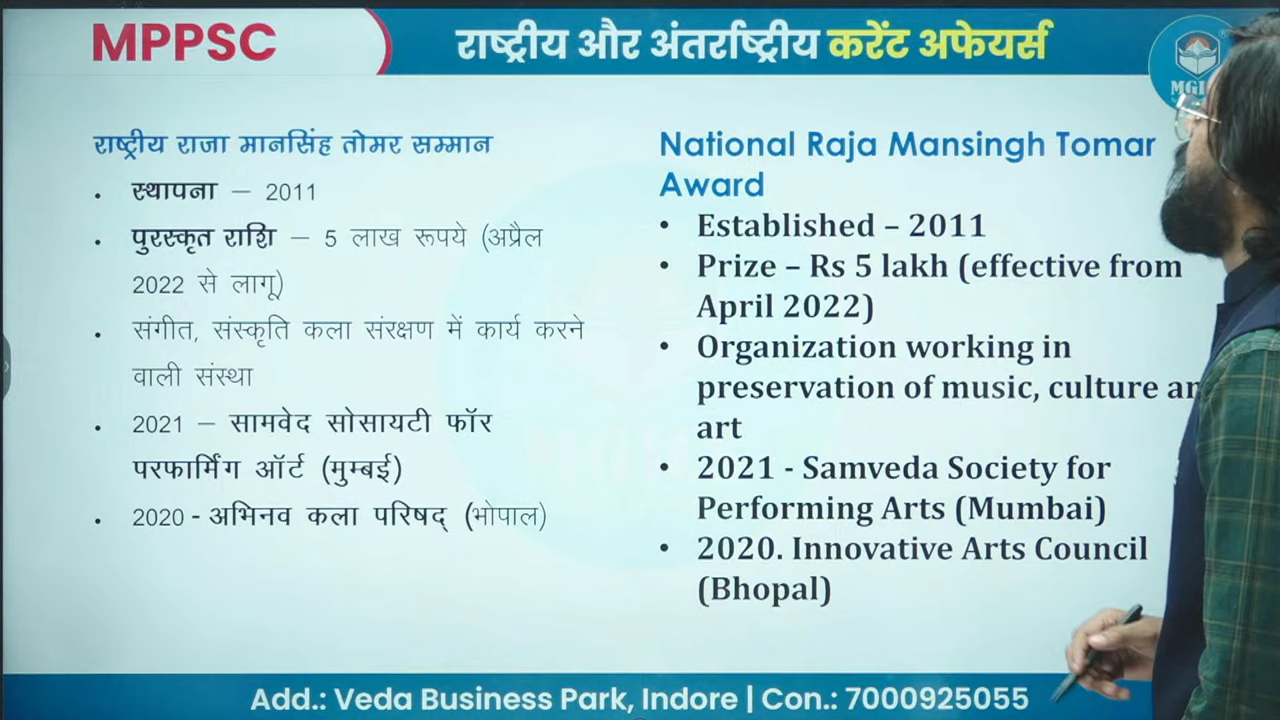 MPPSC
राष्ट्रीय और अंतर्राष्ट्रीय करेंट अफेयर्स
राष्ट्रीय राजा मानसिंह तोमर सम्मान
• स्थापना – 2011
• पुरस्कृत राशि – 5 लाख रूपये (अप्रैल
2022 से लागू)
• संगीत, संस्कृति कला संरक्षण में कार्य करने
वाली संस्था
• 2021 – सामवेद सोसायटी फॉर
परफार्मिंग ऑर्ट (मुम्बई)
• 2020 - अभिनव कला परिषद् (भोपाल)
National Raja Mansingh Tomar
Award
• Established – 2011
• Prize – Rs 5 lakh (effective from
April 2022)
• Organization working in
preservation of music, culture
art
• 2021 - Samveda Society for
Performing Arts (Mumbai)
• 2020. Innovative Arts Council
(Bhopal)
Add.: Veda Business Park, Indore | Con.: 7000925055